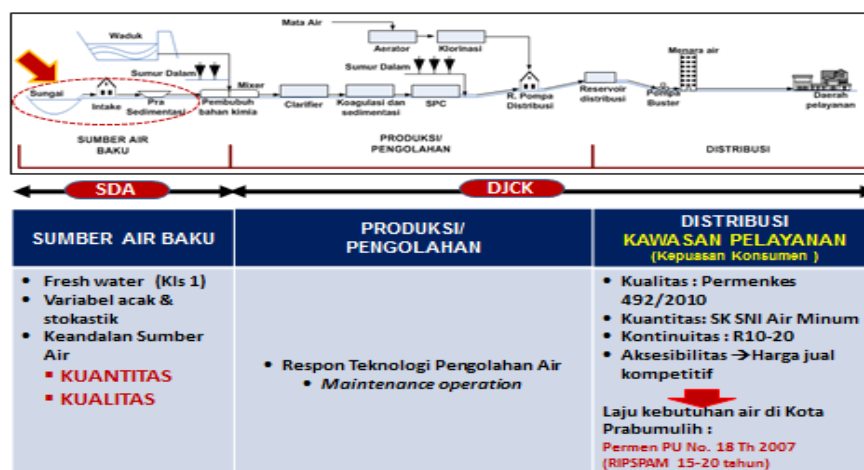 Waduk
Mata Air
Aerator
Klorinasi
Menara air
Sumur Dalam
Sumur Dalam
Sungai
Mixer
Intake
Pra
Sedimentasi
Pembubuh
bahan kimia
Clarifier
Koagulasi dan
sedimentasi
SPC
R. Pompa
Distribusi
Reservoir
distribusi
Pompa
Buster
Daerah
pelayanan
SUMBER AIR
BAKU
PRODUKSI/
PENGOLAHAN
DISTRIBUSI
SDA
DJCK
SUMBER AIR BAKU
PRODUKSI/
PENGOLAHAN
DISTRIBUSI
KAWASAN PELAYANAN
(Kepuasan Konsumen )
• Fresh water (Kls 1)
• Variabel acak &
stokastik
• Keandalan Sumber
Air
▪ KUANTITAS
▪ KUALITAS
• Respon Teknologi Pengolahan Air
• Maintenance operation
• Kualitas : Permenkes
492/2010
• Kuantitas: SK SNI Air Minum
• Kontinuitas : R10-20
• Aksesibilitas → Harga jual
kompetitif
Laju kebutuhan air di Kota
Prabumulih :
Permen PU No. 18 Th 2007
(RIPSPAM 15-20 tahun)